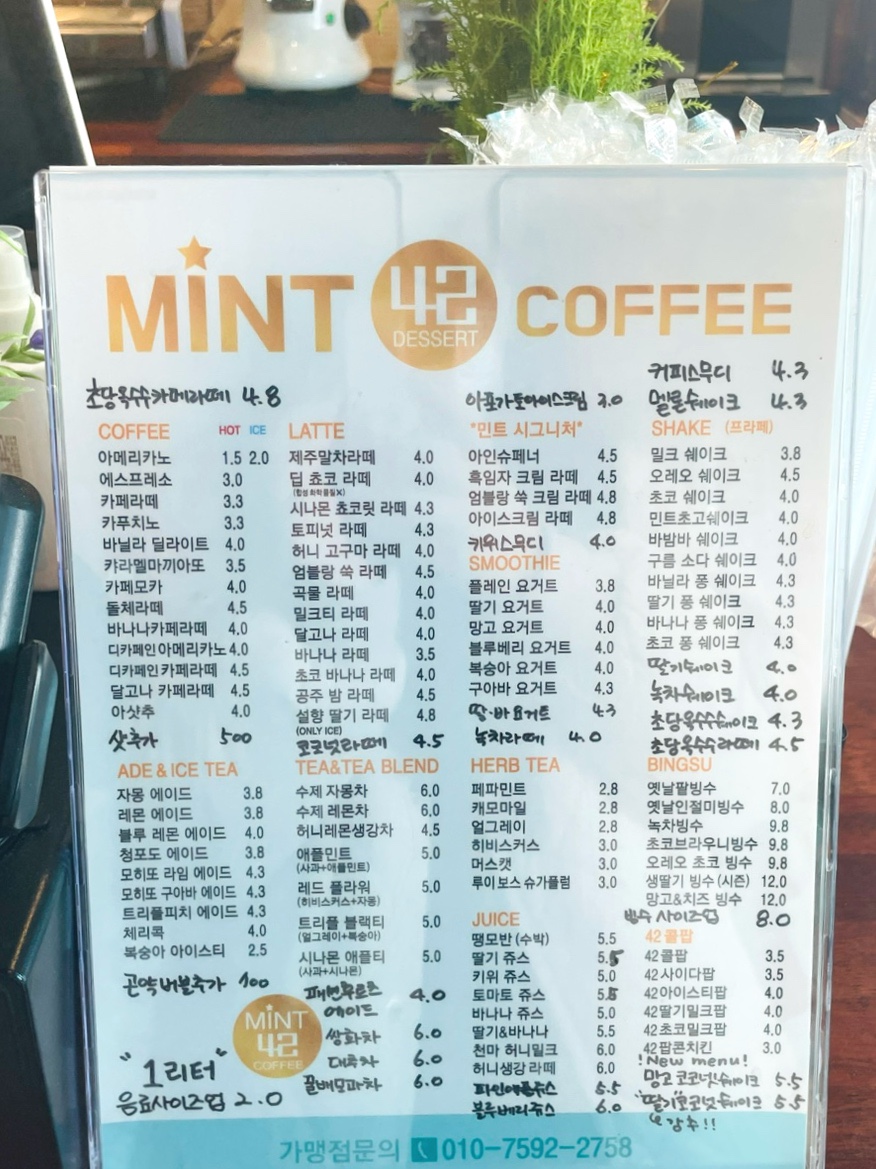 MINT 42 DESSERT COFFEE
초당옥수수카메라떼 4.8
아포가토아이스크림 3.0
커피스무디 4.3
멜론쉐이크 4.3
COFFEE HOT ICE
아메리카노 1.5 2.0
에스프레소 3.0
카페라떼 3.3
카푸치노 3.3
바닐라 딜라이트 4.0
캬라멜마끼아또 3.5
카페모카 4.0
돌체라떼 4.5
바나나카페라떼 4.0
디카페인아메리카노 4.0
디카페인카페라떼 4.5
달고나 카페라떼 4.5
아샷추 4.0
샷추가 500
LATTE
제주말차라떼 4.0
딥 쵸코 라떼 4.0
시나몬 쵸코릿 라떼 4.3
토피넛 라떼 4.3
허니 고구마 라떼 4.0
엄블랑 쑥 라떼 4.5
곡물 라떼 4.0
밀크티 라떼 4.0
달고나 라떼 4.0
바나나 라떼 3.5
초코 바나나 라떼 4.0
공주 밤 라떼 4.5
설향 딸기 라떼 4.8
(ONLY ICE)
코코넛라떼 4.5
"민트 시그니처"
아인슈페너 4.5
흑임자 크림 라떼 4.5
엄블랑 쑥 크림 라떼 4.8
아이스크림 라떼 4.8
키위스무디 4.0
SMOOTHIE
플레인 요거트 3.8
딸기 요거트 4.0
망고 요거트 4.0
블루베리 요거트 4.0
복숭아 요거트 4.0
구아바 요거트 4.3
딸·바 요거트 4.3
녹차라떼 4.0
SHAKE (프라페)
밀크 쉐이크 3.8
오레오 쉐이크 4.5
초코 쉐이크 4.0
민트초고쉐이크 4.0
바밤바 쉐이크 4.0
구름 소다 쉐이크 4.0
바닐라 퐁 쉐이크 4.3
딸기 퐁 쉐이크 4.3
바나나 퐁 쉐이크 4.3
초코 퐁 쉐이크 4.3
딸기쉐이크 4.0
녹차쉐이크 4.0
초당옥수수쉐이크 4.3
초당옥수수라떼 4.5
ADE & ICE TEA
자몽 에이드 3.8
레몬 에이드 3.8
블루 레몬 에이드 4.0
청포도 에이드 3.8
모히또 라임 에이드 4.3
모히또 구아바 에이드 4.3
트리플피치 에이드 4.3
체리콕 4.0
복숭아 아이스티 2.5
곤약버블추가 100
TEA&TEA BLEND
수제 자몽차 6.0
수제 레몬차 6.0
허니레몬생강차 4.5
애플민트 5.0
(사과+애플민트)
레드 플라워 5.0
(히비스커스+자몽)
트리플 블랙티 5.0
(얼그레이+복숭아)
시나몬 애플티 5.0
(사과+시나몬)
패션후르츠 4.0
에이드
쌍화차 6.0
대추차 6.0
꿀배모과차 6.0
HERB TEA
페파민트 2.8
캐모마일 2.8
얼그레이 2.8
히비스커스 3.0
머스캣 3.0
루이보스 슈가플럼 3.0
JUICE
땡모반 (수박) 5.5
딸기 쥬스 5.5
키위 쥬스 5.0
토마토 쥬스 5.5
바나나 쥬스 5.0
딸기&바나나 5.5
천마 허니밀크 6.0
허니생강 라떼 6.0
파인애플쥬스 5.5
블루베리쥬스 6.0
BINGSU
옛날팥빙수 7.0
옛날인절미빙수 8.0
녹차빙수 9.8
초코브라우니빙수 9.8
오레오 초코 빙수 9.8
생딸기 빙수 (시즌) 12.0
망고&치즈 빙수 12.0
빙수 사이즈업 8.0
42 콜팝
42콜팝 3.5
42사이다팝 3.5
42아이스티팝 4.0
42딸기밀크팝 4.0
42초코밀크팝 4.0
42팝콘치킨 3.0
!New menu!
망고코코넛쉐이크 5.5
"딸기코코넛쉐이크 5.5
"강추!!
MINT
42
COFFEE
"1리터"
음료사이즈업 2.0
가맹점문의 010-7592-2758